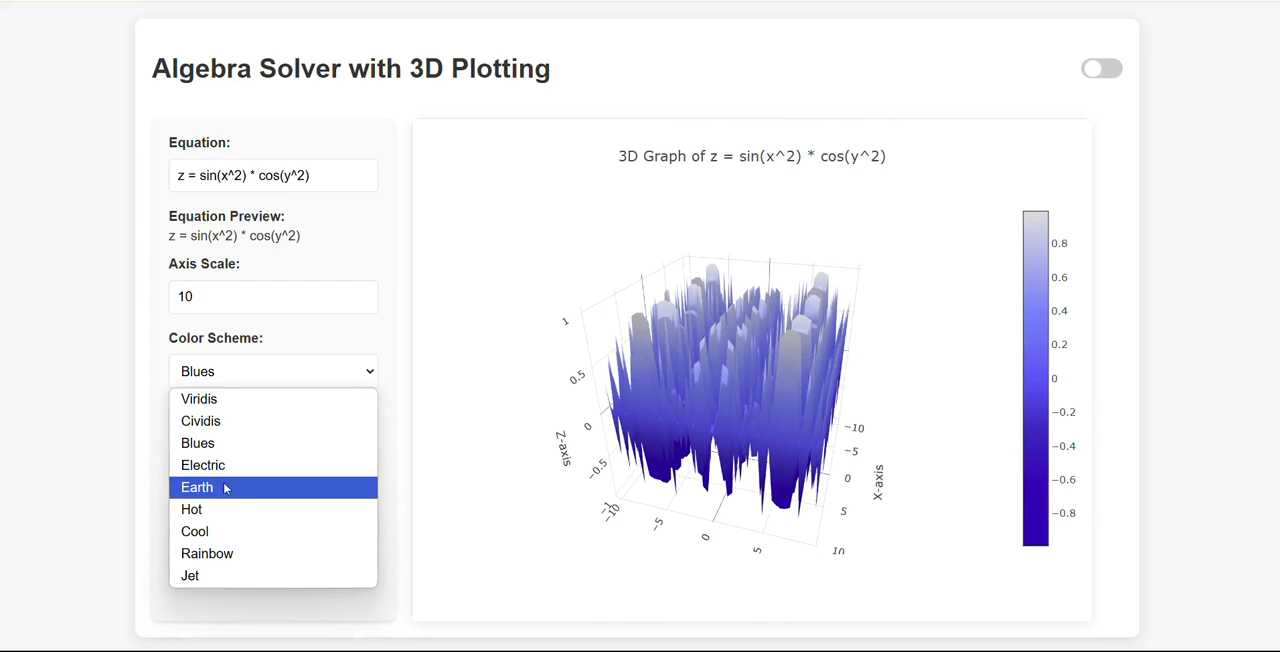 Algebra Solver with 3D Plotting
Equation:
z = sin(x^2) * cos(y^2)
Equation Preview:
z = sin(x^2) * cos(y^2)
Axis Scale:
10
Color Scheme:
Blues
Viridis
Cividis
Blues
Electric
Earth
Hot
Cool
Rainbow
Jet
3D Graph of z = sin(x^2) * cos(y^2)
1
0.5
0
−0.5
−1
Z-axis
−10
−5
0
5
10
−10
−5
0
5
X-axis
0.8
0.6
0.4
0.2
0
−0.2
−0.4
−0.6
−0.8